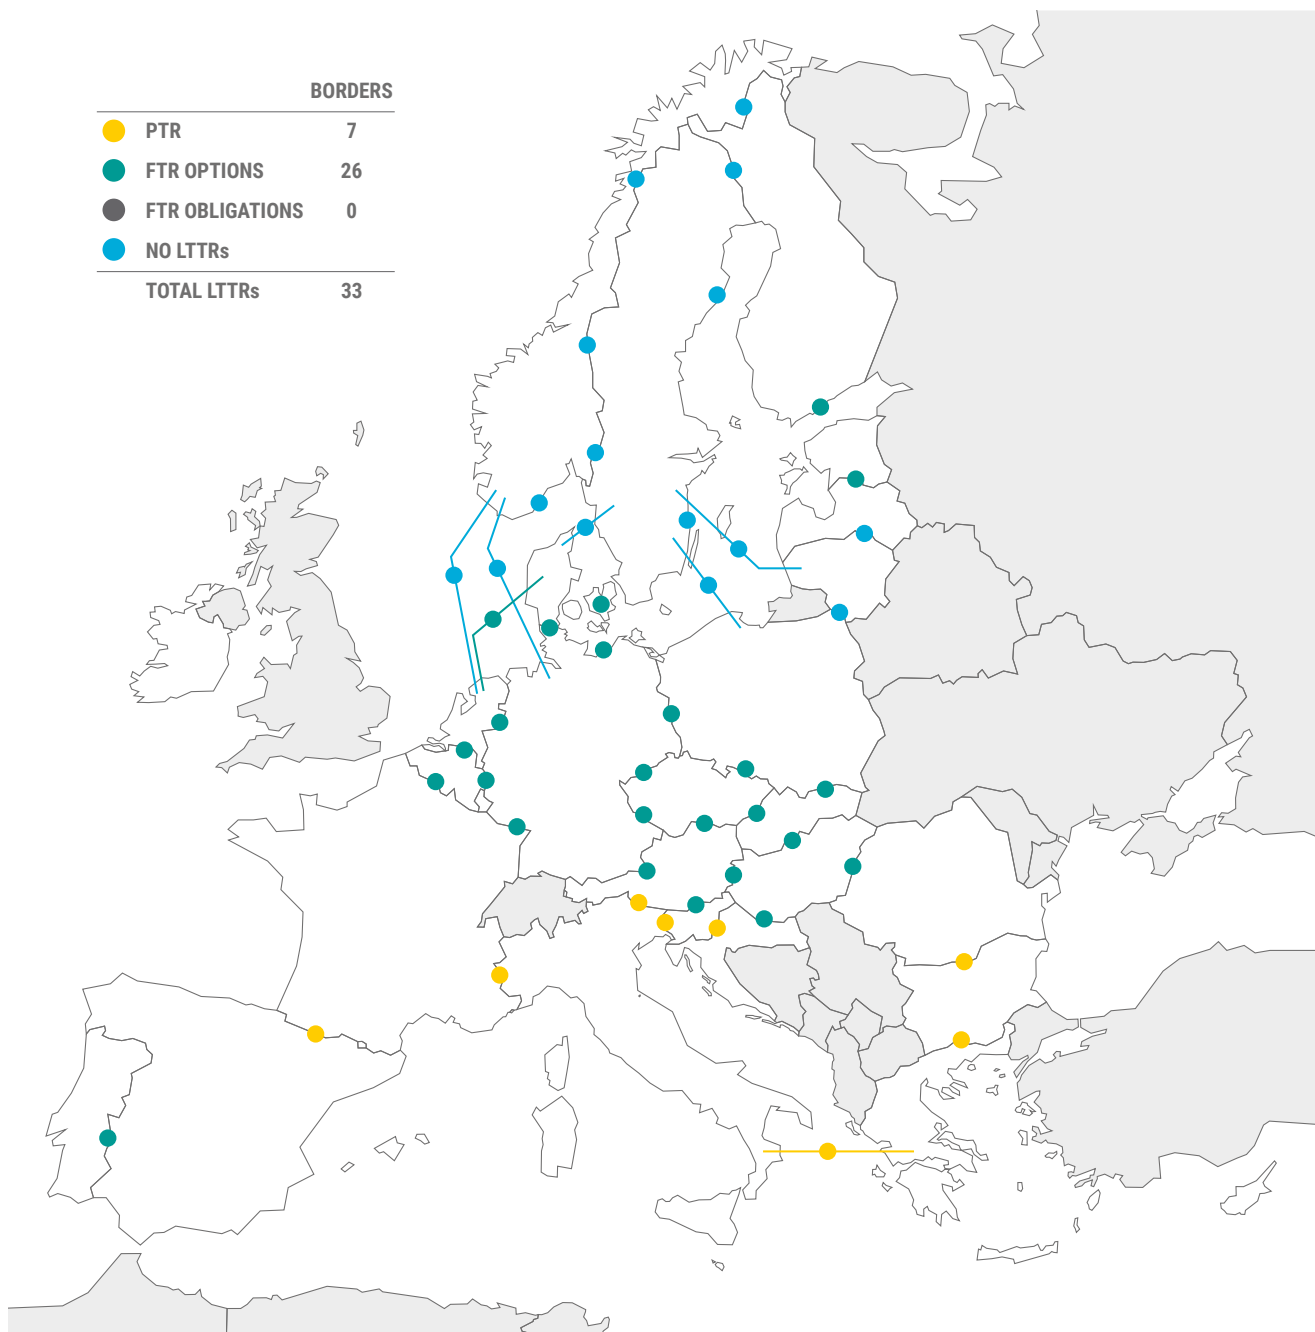 BORDERS
PTR 7
FTR OPTIONS 26
FTR OBLIGATIONS 0
NO LTTRs
TOTAL LTTRs 33